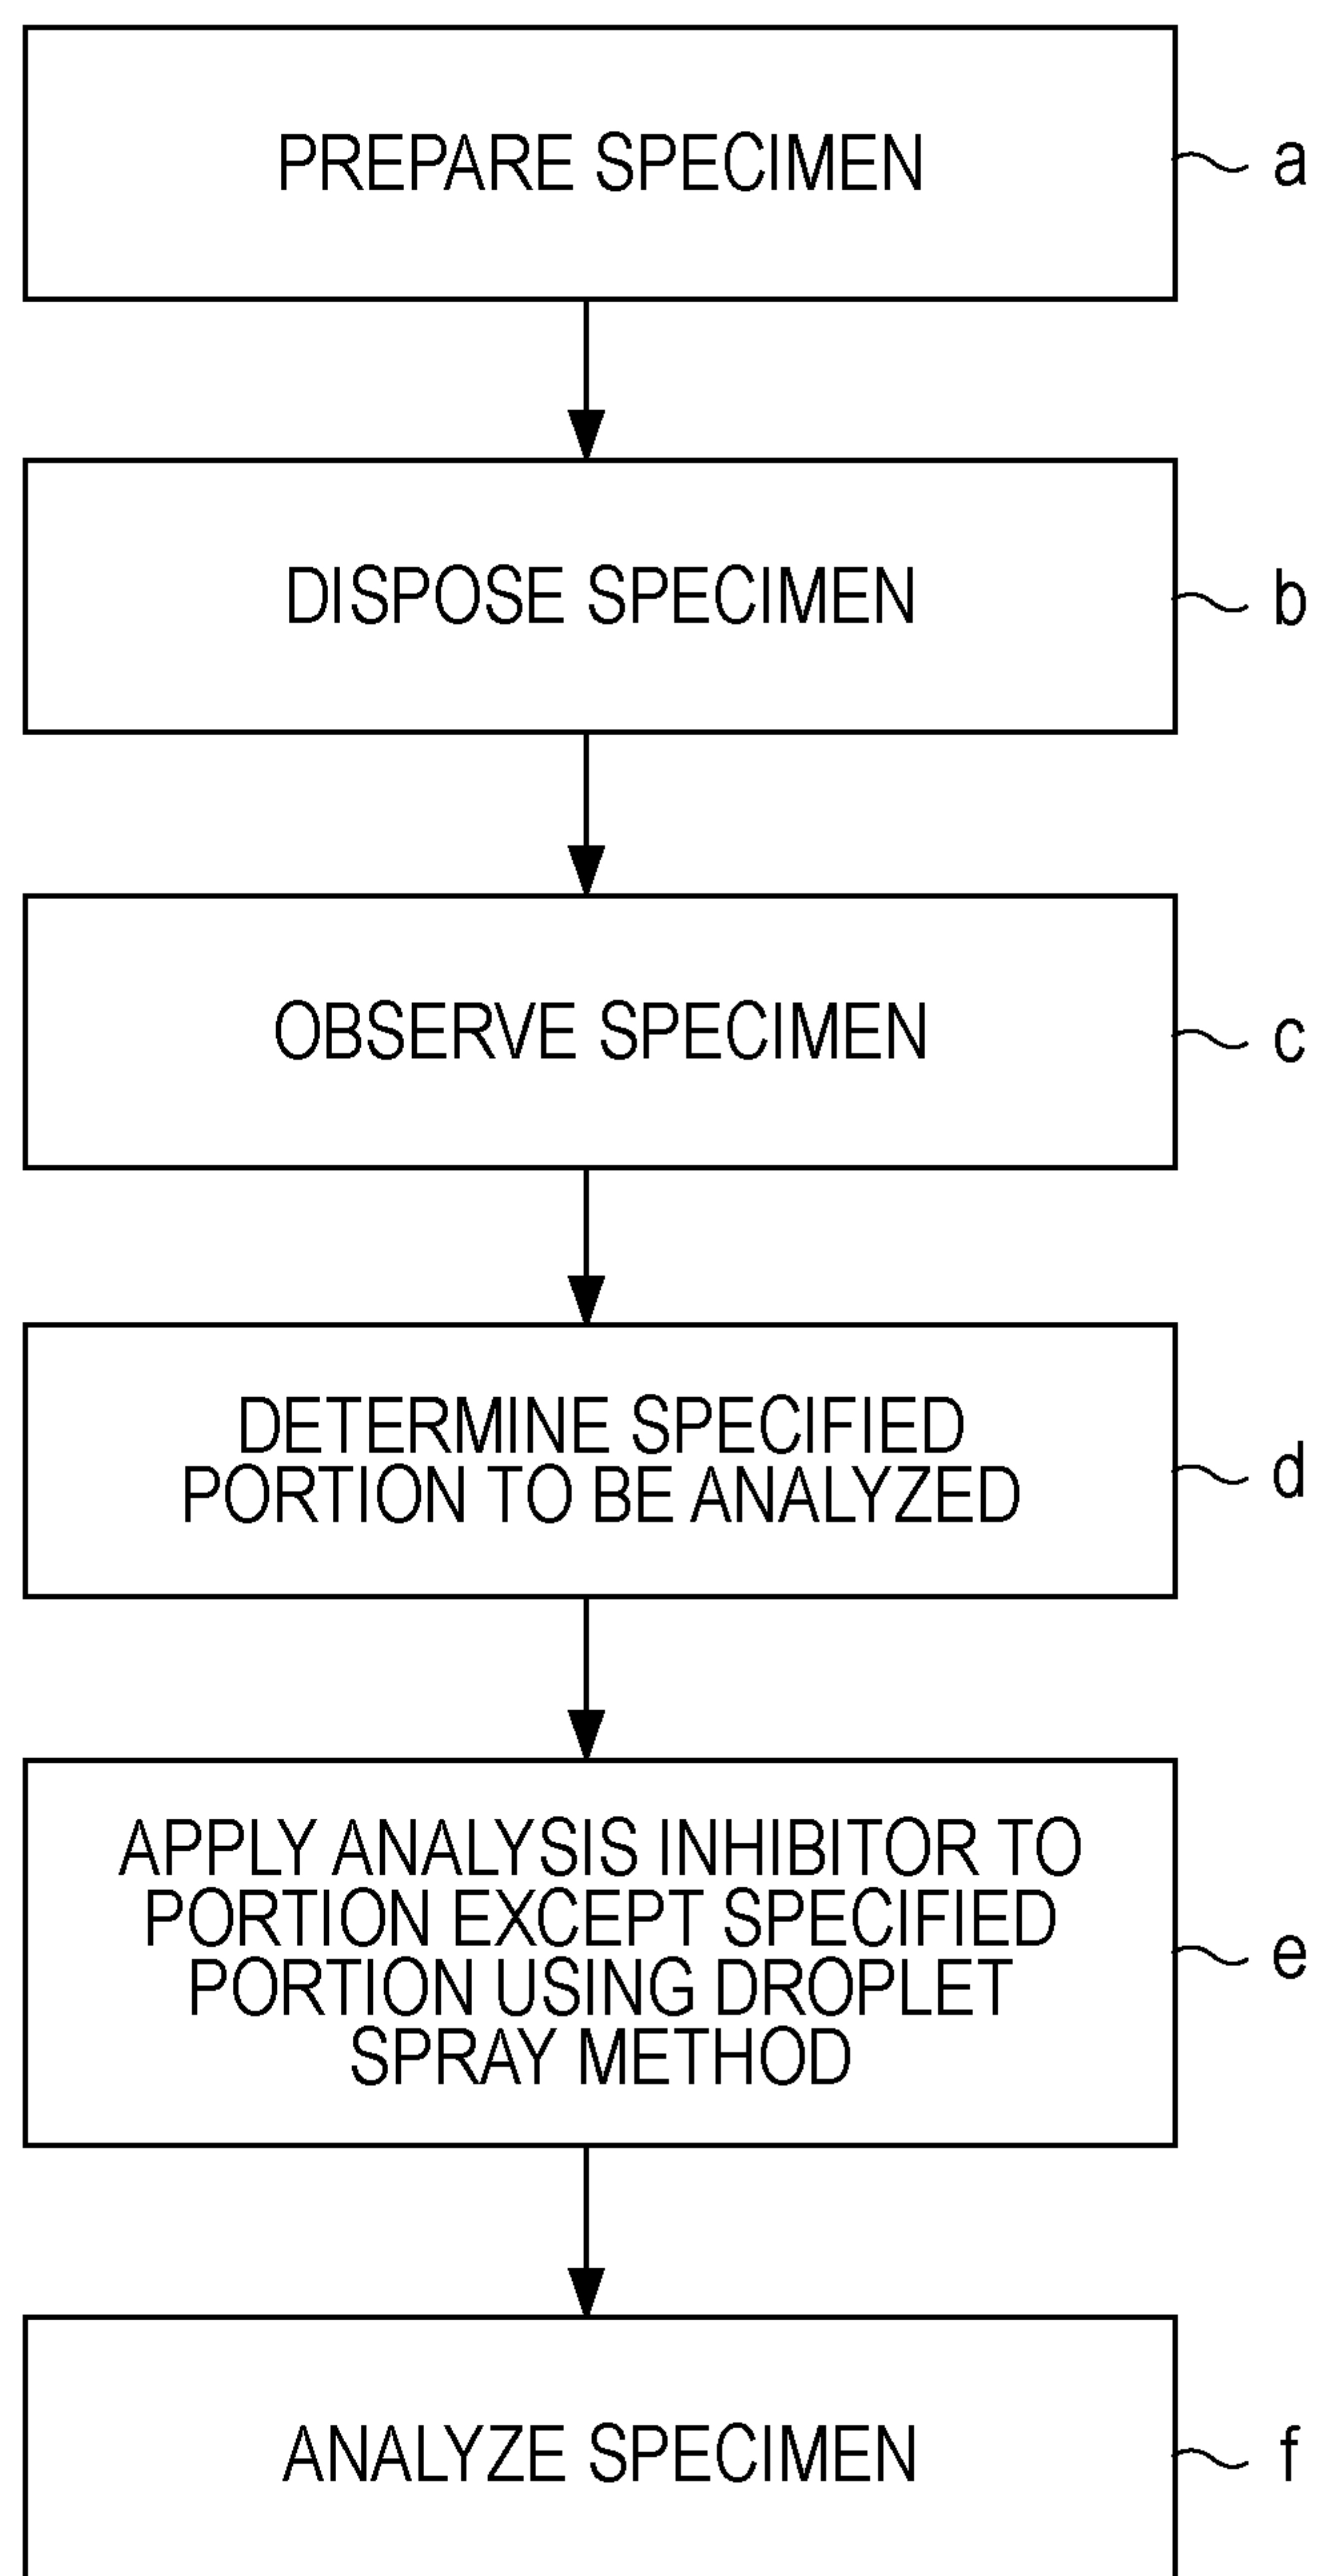 PREPARE SPECIMEN
a
DISPOSE SPECIMEN
b
OBSERVE SPECIMEN
c
DETERMINE SPECIFIED
PORTION TO BE ANALYZED
d
APPLY ANALYSIS INHIBITOR TO
PORTION EXCEPT SPECIFIED
PORTION USING DROPLET
SPRAY METHOD
e
ANALYZE SPECIMEN
f